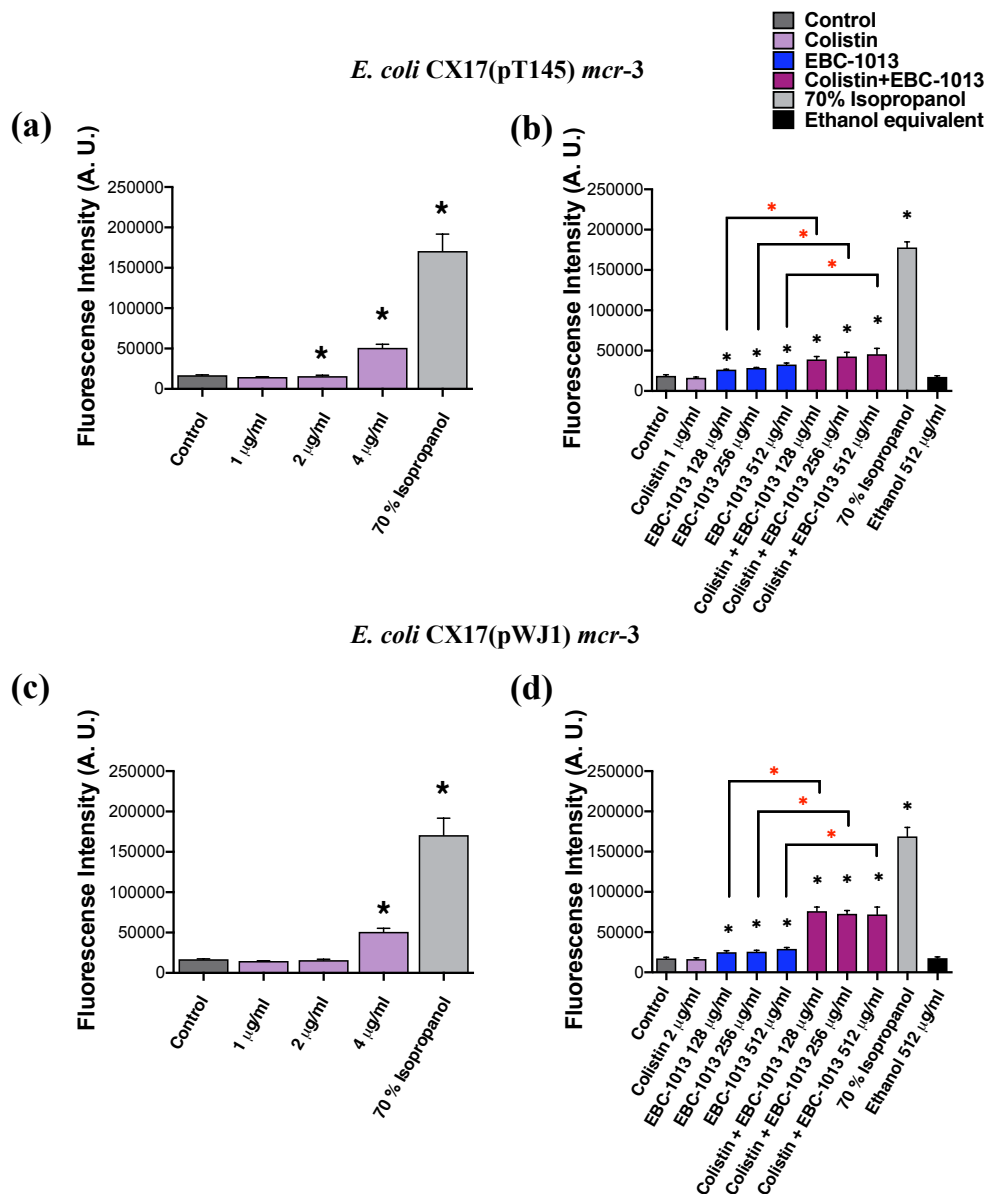 Control
Colistin
EBC-1013
Colistin+EBC-1013
70% Isopropanol
Ethanol equivalent
E. coli CX17(pT145) mcr-3
(a)
Fluorescense Intensity (A. U.)
250000
200000
150000
100000
50000
0
*
*
*
Control
1 µg/ml
2 µg/ml
4 µg/ml
70 % Isopropanol
(b)
Fluorescense Intensity (A. U.)
250000
200000
150000
100000
50000
0
*
*
*
*
*
*
*
*
*
*
Control
Colistin 1 µg/ml
EBC-1013 128 µg/ml
EBC-1013 256 µg/ml
EBC-1013 512 µg/ml
Colistin + EBC-1013 128 µg/ml
Colistin + EBC-1013 256 µg/ml
Colistin + EBC-1013 512 µg/ml
70 % Isopropanol
Ethanol 512 µg/ml
E. coli CX17(pWJ1) mcr-3
(c)
Fluorescense Intensity (A. U.)
250000
200000
150000
100000
50000
0
*
*
Control
1 µg/ml
2 µg/ml
4 µg/ml
70 % Isopropanol
(d)
Fluorescense Intensity (A. U.)
250000
200000
150000
100000
50000
0
*
*
*
*
*
*
*
*
*
*
Control
Colistin 2 µg/ml
EBC-1013 128 µg/ml
EBC-1013 256 µg/ml
EBC-1013 512 µg/ml
Colistin + EBC-1013 128 µg/ml
Colistin + EBC-1013 256 µg/ml
Colistin + EBC-1013 512 µg/ml
70 % Isopropanol
Ethanol 512 µg/ml